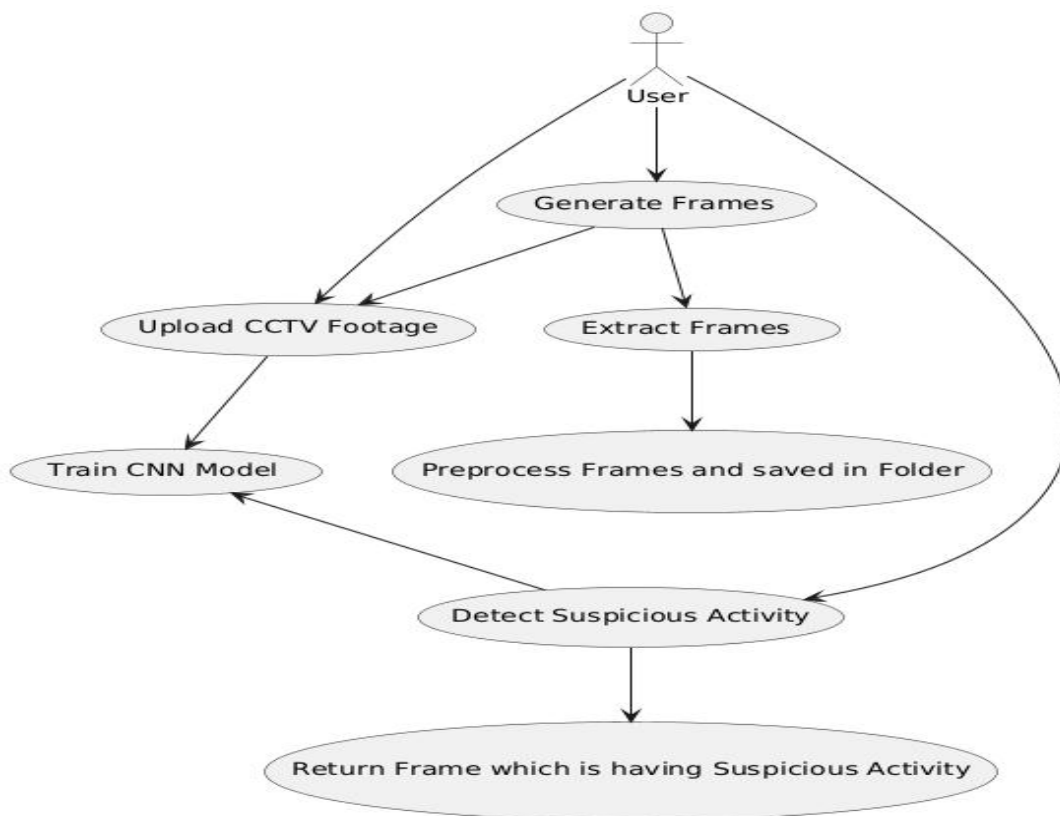 User
Generate Frames
Upload CCTV Footage
Extract Frames
Train CNN Model
Preprocess Frames and saved in Folder
Detect Suspicious Activity
Return Frame which is having Suspicious Activity